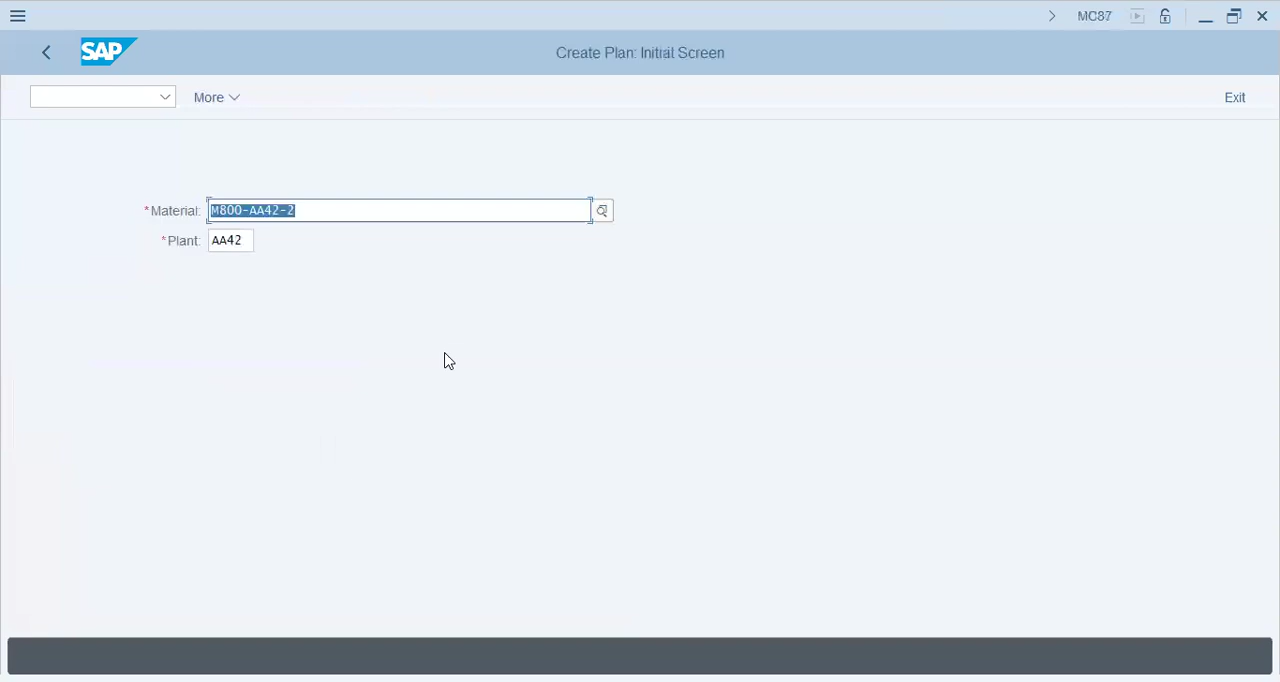 MC87
SAP
Create Plan: Initial Screen
More
Exit
*Material: M800-AA42-2
*Plant: AA42